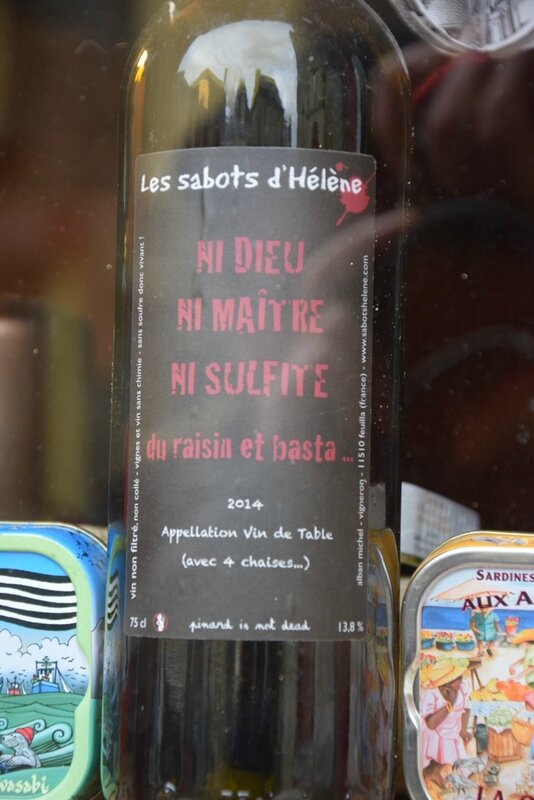 Les sabots d'Hélène
NI DIEU
NI MAÎTRE
NI SULFITE
du raisin et basta ...
2014
Appellation Vin de Table
(avec 4 chaises...)
75 cl
pinard is not dead
13,8 %
vin non filtré, non collé - vignes et vin sans chimie - sans soufre donc vivant !
alban michel - vigneron - 11510 feuilla (france) - www.sabotshelene.com
wasabi
SARDINES
AUX A
LA